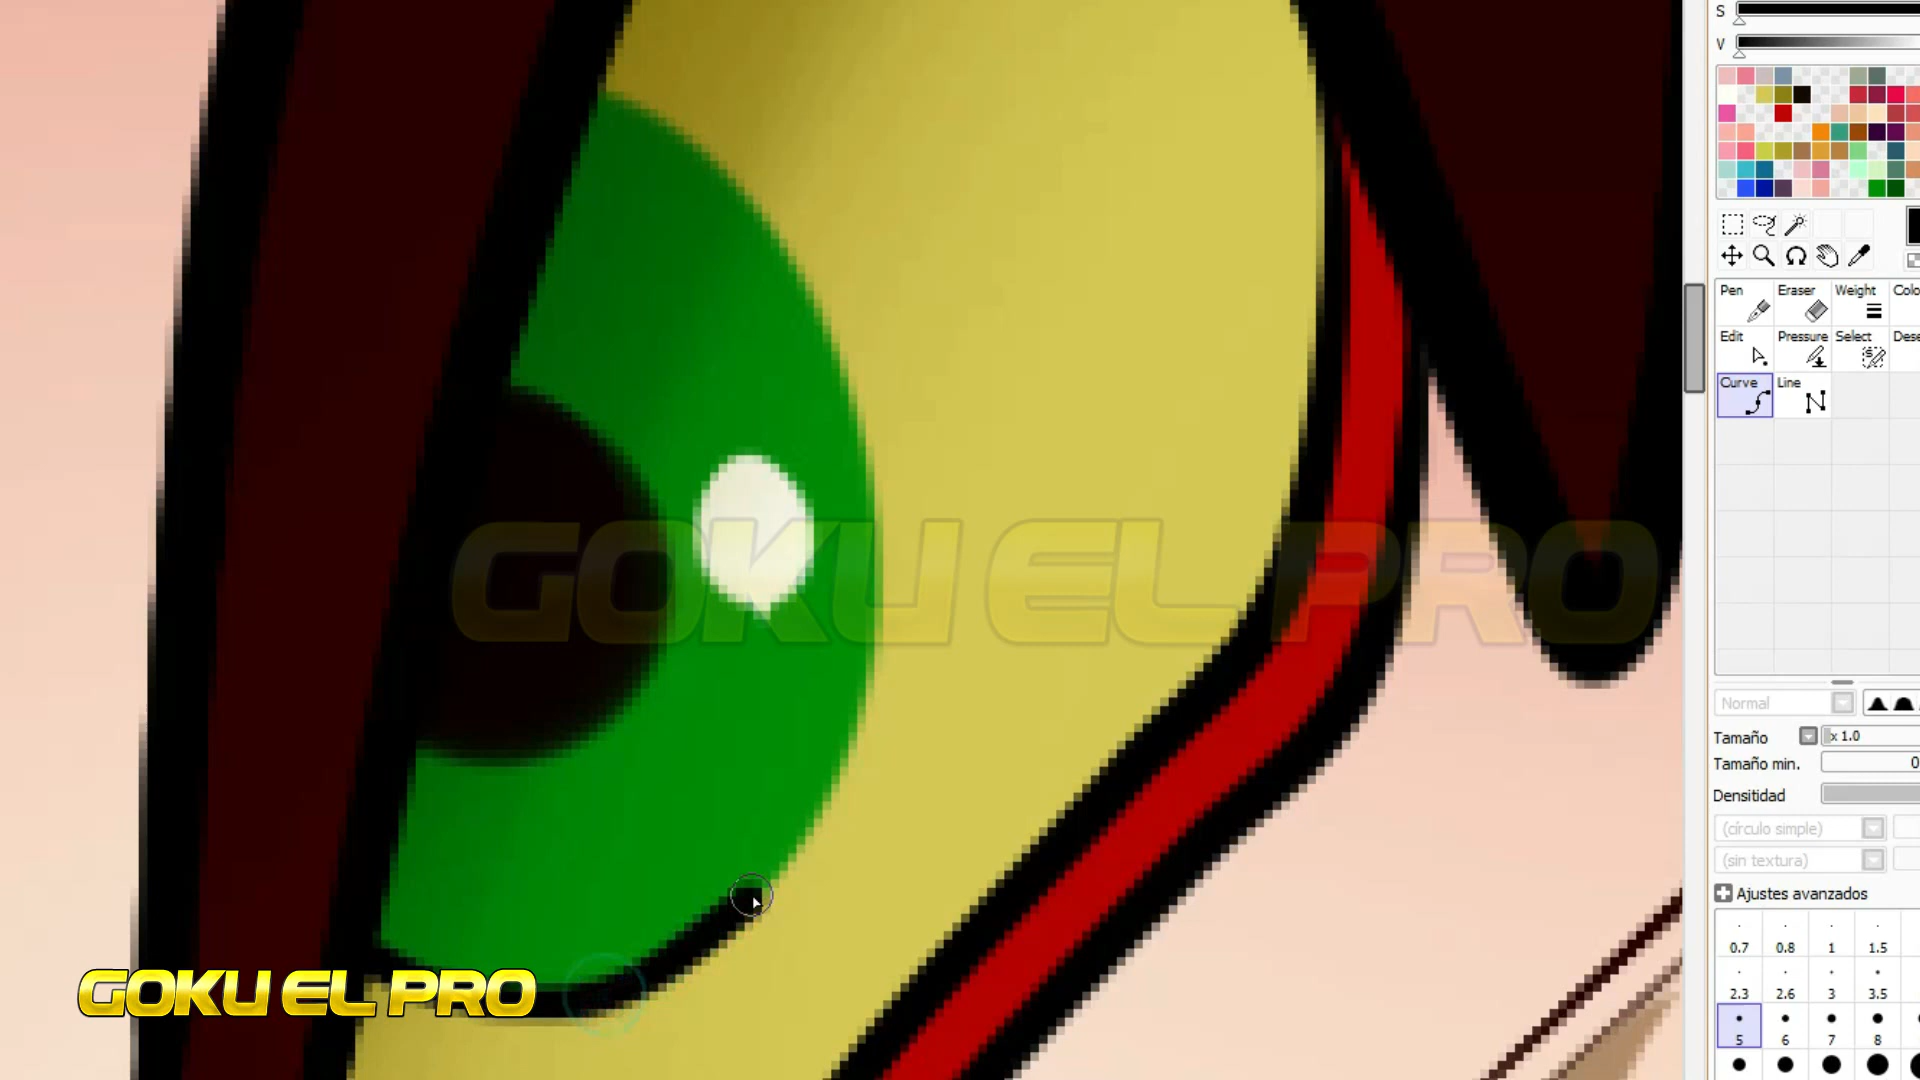 S
V
Pen Eraser Weight Colo
Edit Pressure Select Dese
Curve Line
GOKU EL PRO
Normal
Tamaño x 1.0
Tamaño min. 0
Densitidad
(círculo simple)
(sin textura)
Ajustes avanzados
0.7 0.8 1 1.5
2.3 2.6 3 3.5
5 6 7 8
GOKU EL PRO